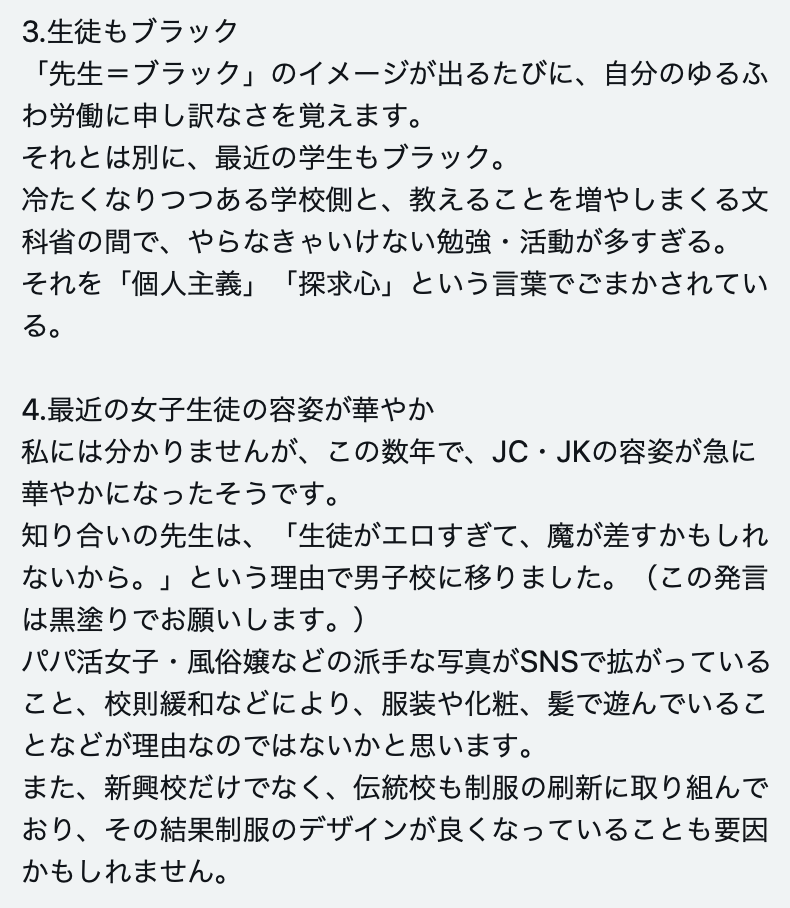 3.生徒もブラック
「先生＝ブラック」のイメージが出るたびに、自分のゆるふ
わ労働に申し訳なさを覚えます。
それとは別に、最近の学生もブラック。
冷たくなりつつある学校側と、教えることを増やしまくる文
科省の間で、やらなきゃいけない勉強・活動が多すぎる。
それを「個人主義」「探求心」という言葉でごまかされてい
る。
4.最近の女子生徒の容姿が華やか
私には分かりませんが、この数年で、JC・JKの容姿が急に
華やかになったそうです。
知り合いの先生は、「生徒がエロすぎて、魔が差すかもしれ
ないから。」という理由で男子校に移りました。（この発言
は黒塗りでお願いします。）
パパ活女子・風俗嬢などの派手な写真がSNSで拡がっている
こと、校則緩和などにより、服装や化粧、髪で遊んでいるこ
となどが理由なのではないかと思います。
また、新興校だけでなく、伝統校も制服の刷新に取り組んで
おり、その結果制服のデザインが良くなっていることも要因
かもしれません。